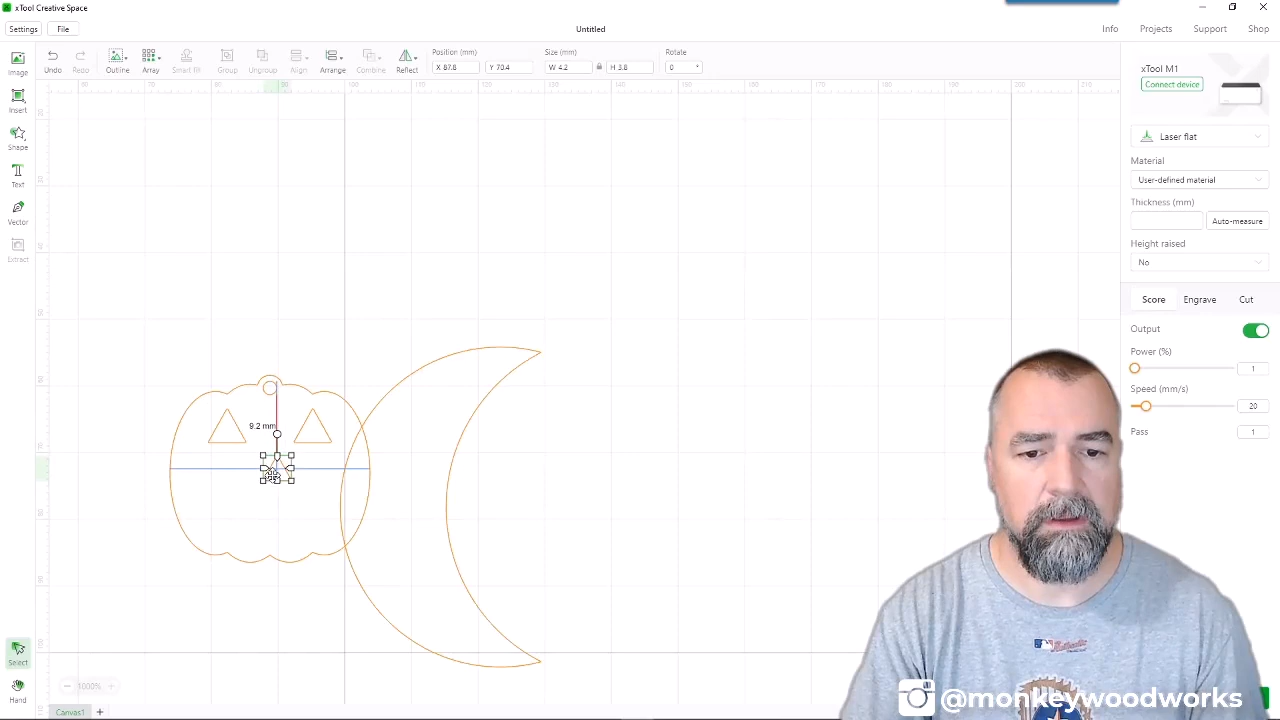 xTool Creative Space
Settings File Untitled Info Projects Support Shop
Undo Redo Outline Array Smart fill Group Ungroup Align Arrange Combine Reflect
Position (mm) Size (mm) Rotate
X 87.6 Y 70.4 W 4.2 H 3.8 0 °
Image
Insert
Shape
Text
Vector
Extract
Select
Hand
9.2 mm
1000%
Canvas1
xTool M1
Connect device
Laser flat
Material
User-defined material
Thickness (mm)
Auto-measure
Height raised
No
Score Engrave Cut
Output
Power (%)
1
Speed (mm/s)
20
Pass 1
Authentic
@monkeywoodworks